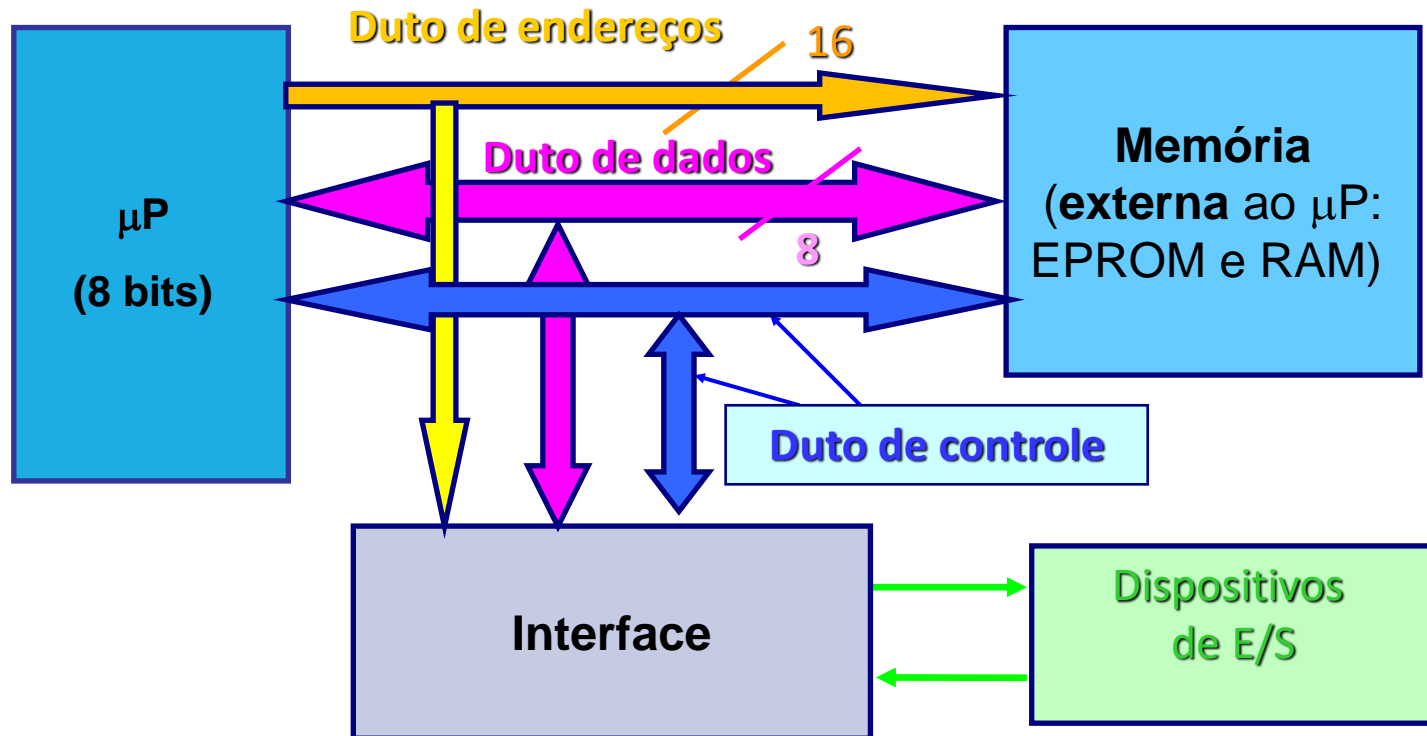 Duto de endereços
16
Duto de dados
8
μP
(8 bits)
Memória
(externa ao μP:
EPROM e RAM)
Duto de controle
Interface
Dispositivos
de E/S